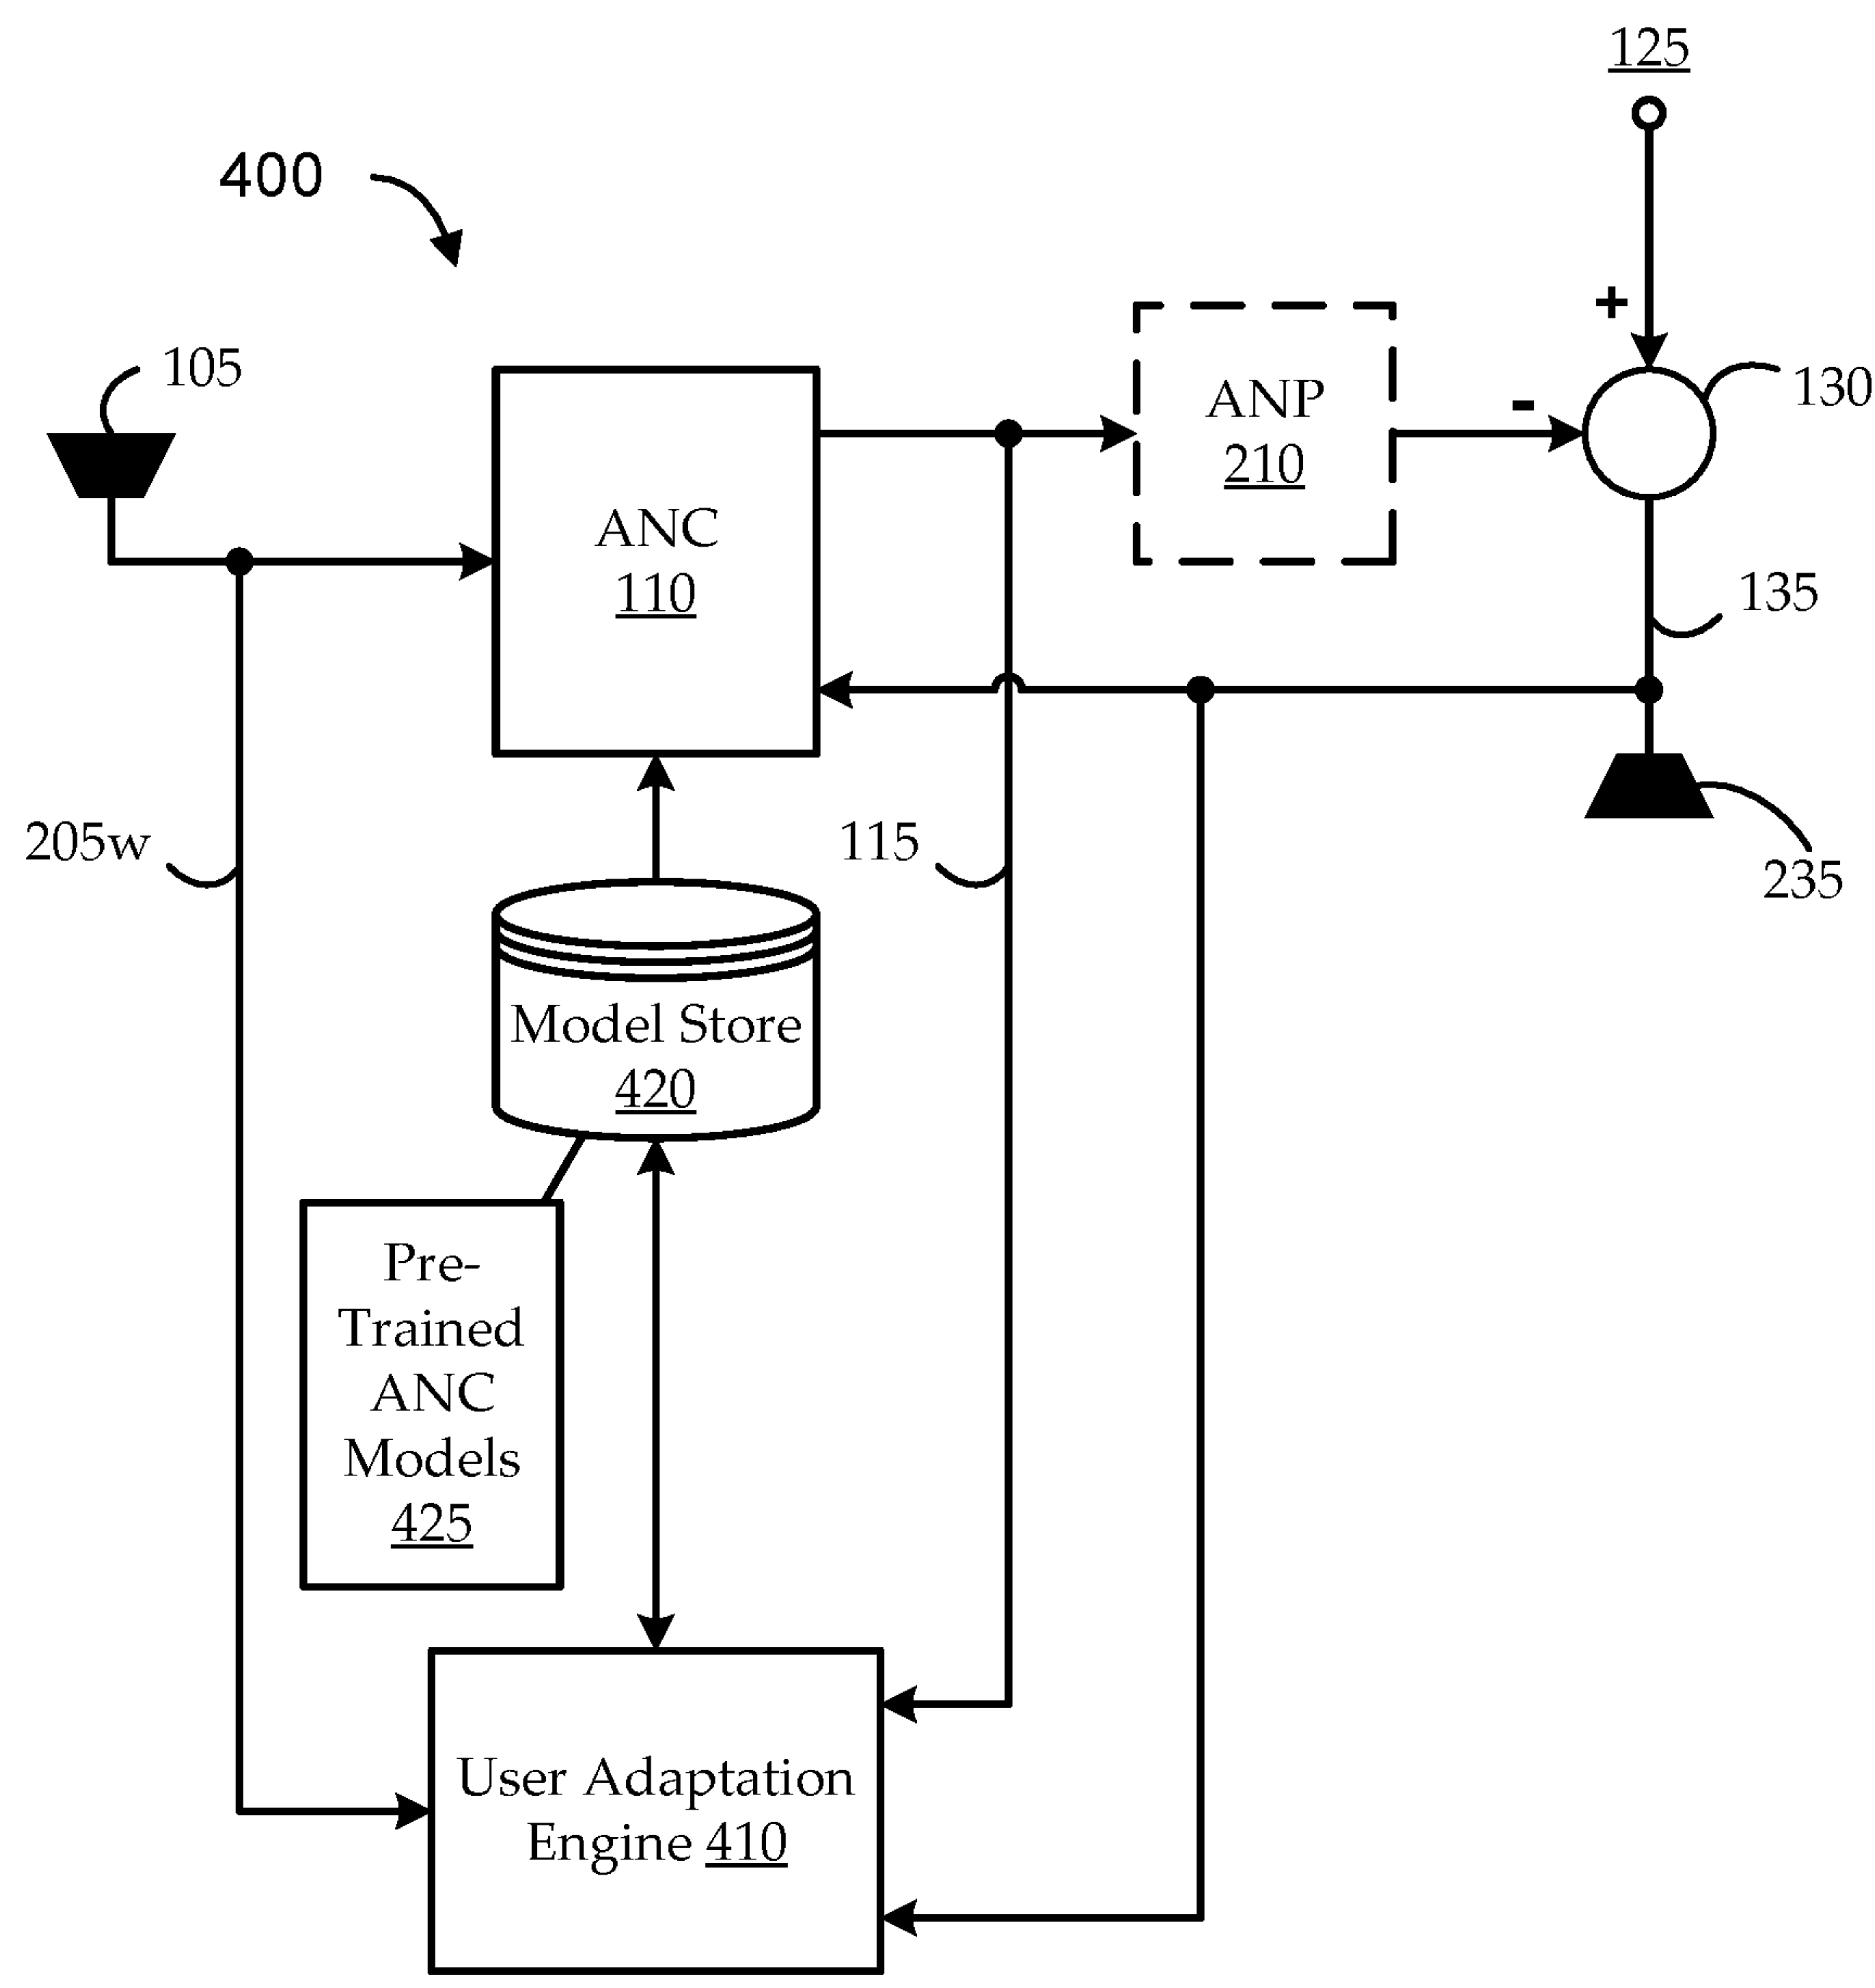 125
400
105
+
130
ANP
210
-
ANC
110
135
205w
115
235
Model Store
420
Pre-
Trained
ANC
Models
425
User Adaptation
Engine 410